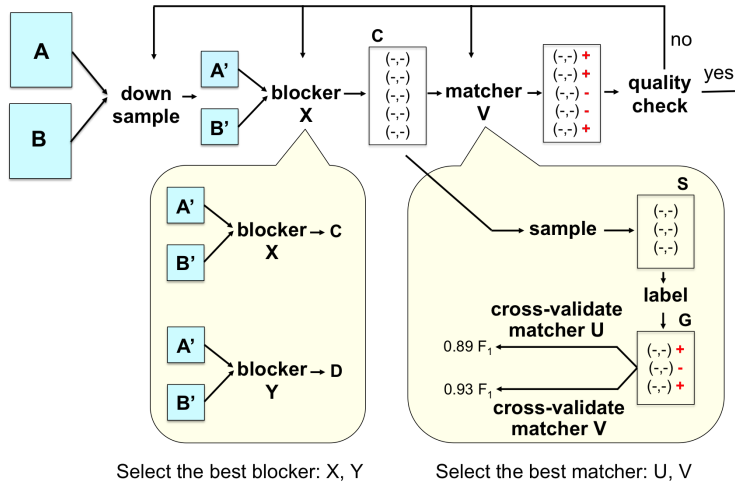 A
B
down
sample
A'
B'
blocker
X
C
(-,-)
(-,-)
(-,-)
(-,-)
(-,-)
matcher
V
(-,-) +
(-,-) +
(-,-) -
(-,-) -
(-,-) +
quality
check
no
yes
A'
B'
blocker
X
C
A'
B'
blocker
Y
D
sample
S
(-,-)
(-,-)
(-,-)
label
G
(-,-) +
(-,-) -
(-,-) +
cross-validate
matcher U
0.89 F₁
0.93 F₁
cross-validate
matcher V
Select the best blocker: X, Y
Select the best matcher: U, V